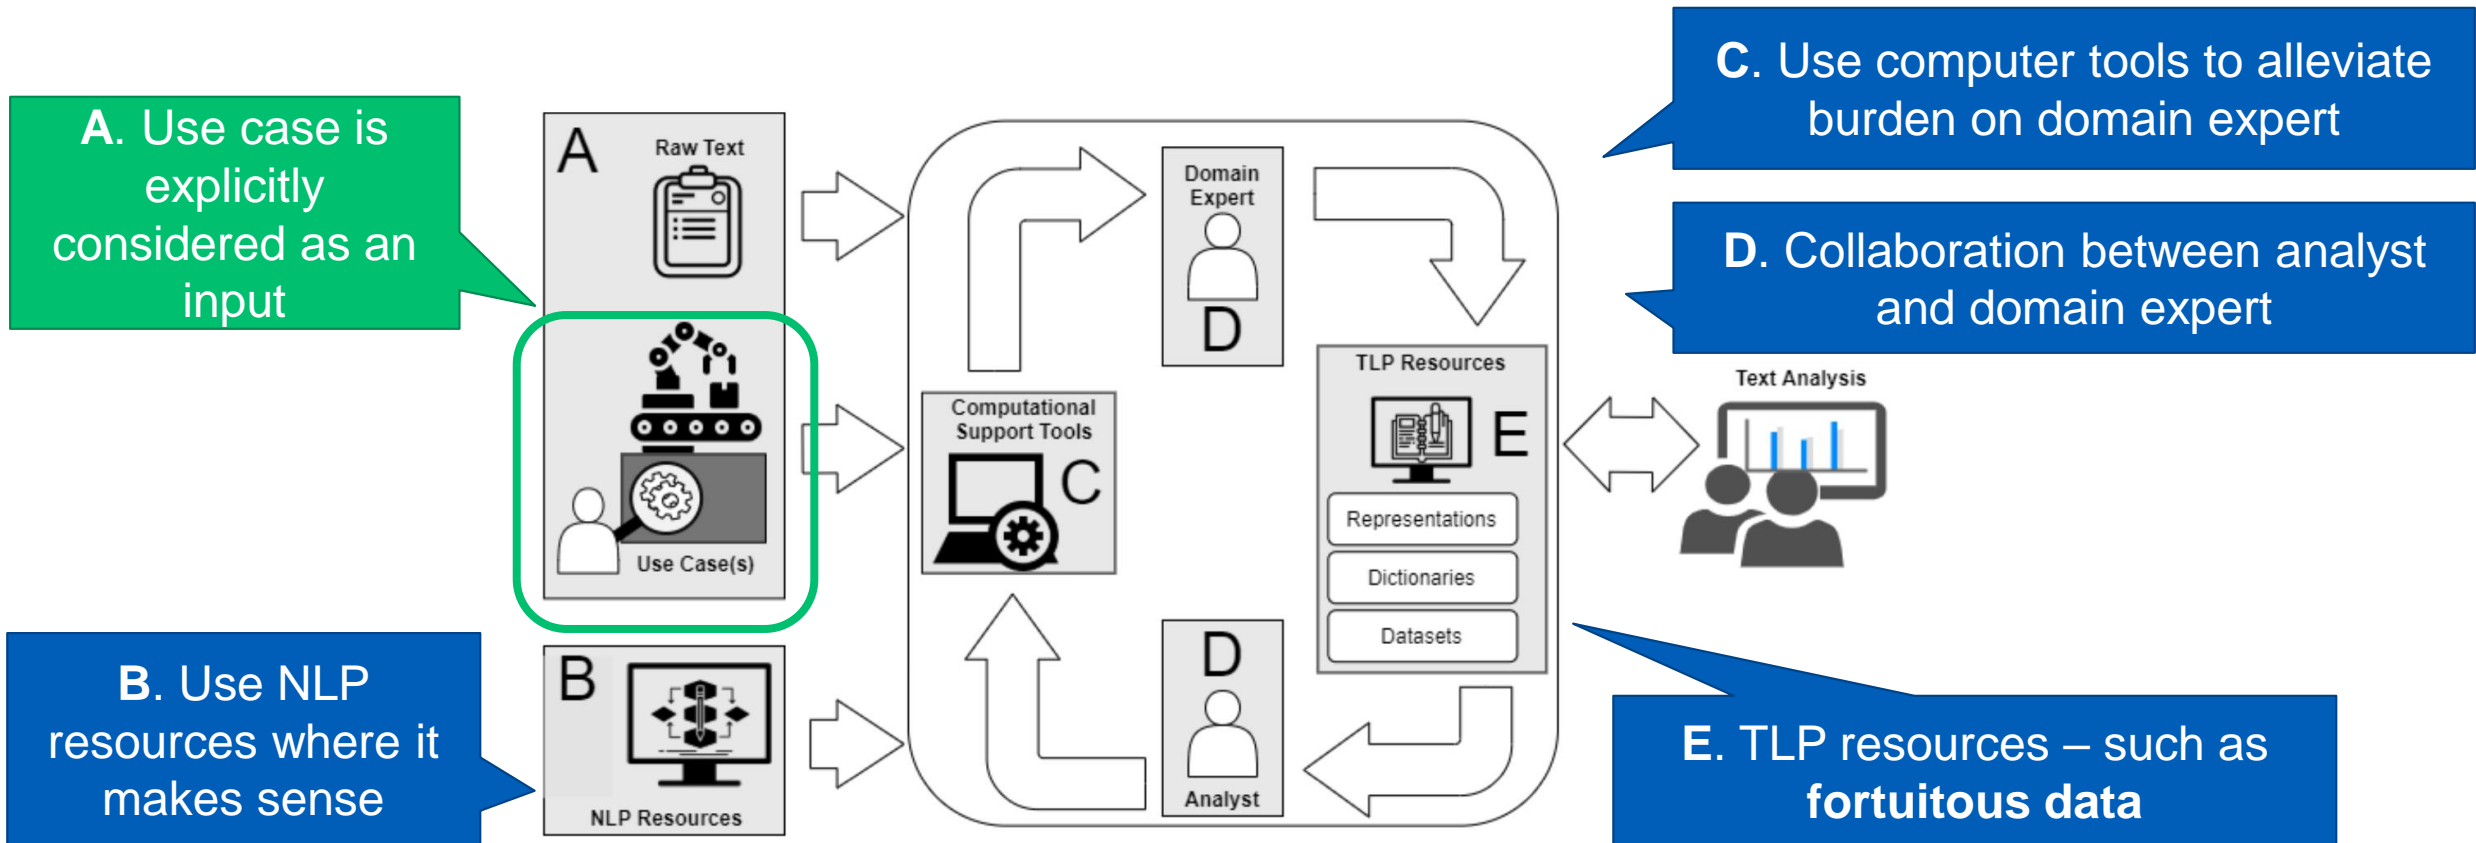 A. Use case is
explicitly
considered as an
input
B. Use NLP
resources where it
makes sense
A
Raw Text
Use Case(s)
B
NLP Resources
Domain
Expert
D
Computational
Support Tools
C
D
Analyst
TLP Resources
E
Representations
Dictionaries
Datasets
C. Use computer tools to alleviate
burden on domain expert
D. Collaboration between analyst
and domain expert
Text Analysis
E. TLP resources – such as
fortuitous data